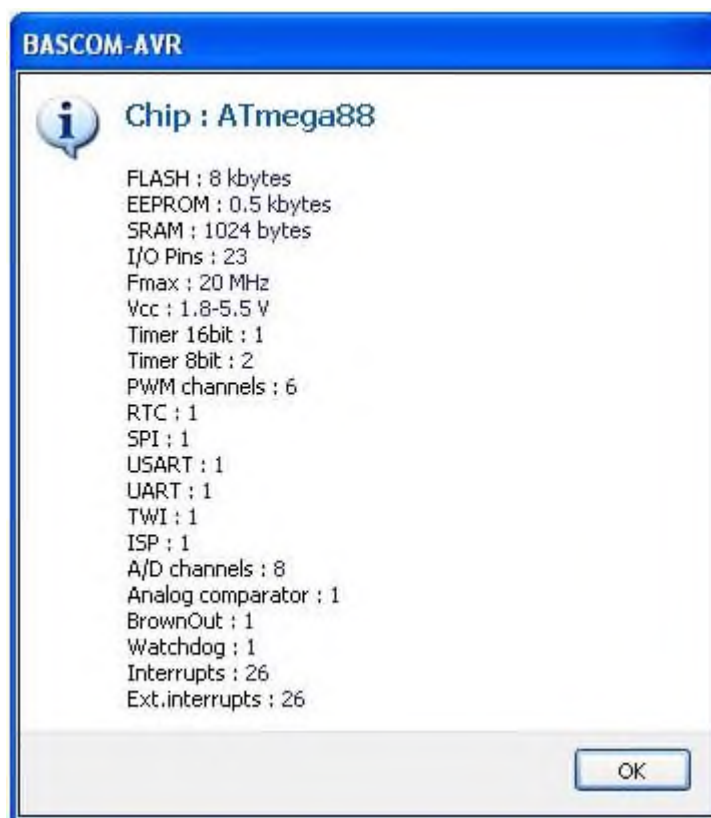 BASCOM-AVR
Chip : ATmega88
FLASH : 8 kbytes
EEPROM : 0.5 kbytes
SRAM : 1024 bytes
I/O Pins : 23
Fmax : 20 MHz
Vcc : 1.8-5.5 V
Timer 16bit : 1
Timer 8bit : 2
PWM channels : 6
RTC : 1
SPI : 1
USART : 1
UART : 1
TWI : 1
ISP : 1
A/D channels : 8
Analog comparator : 1
BrownOut : 1
Watchdog : 1
Interrupts : 26
Ext.interrupts : 26
OK